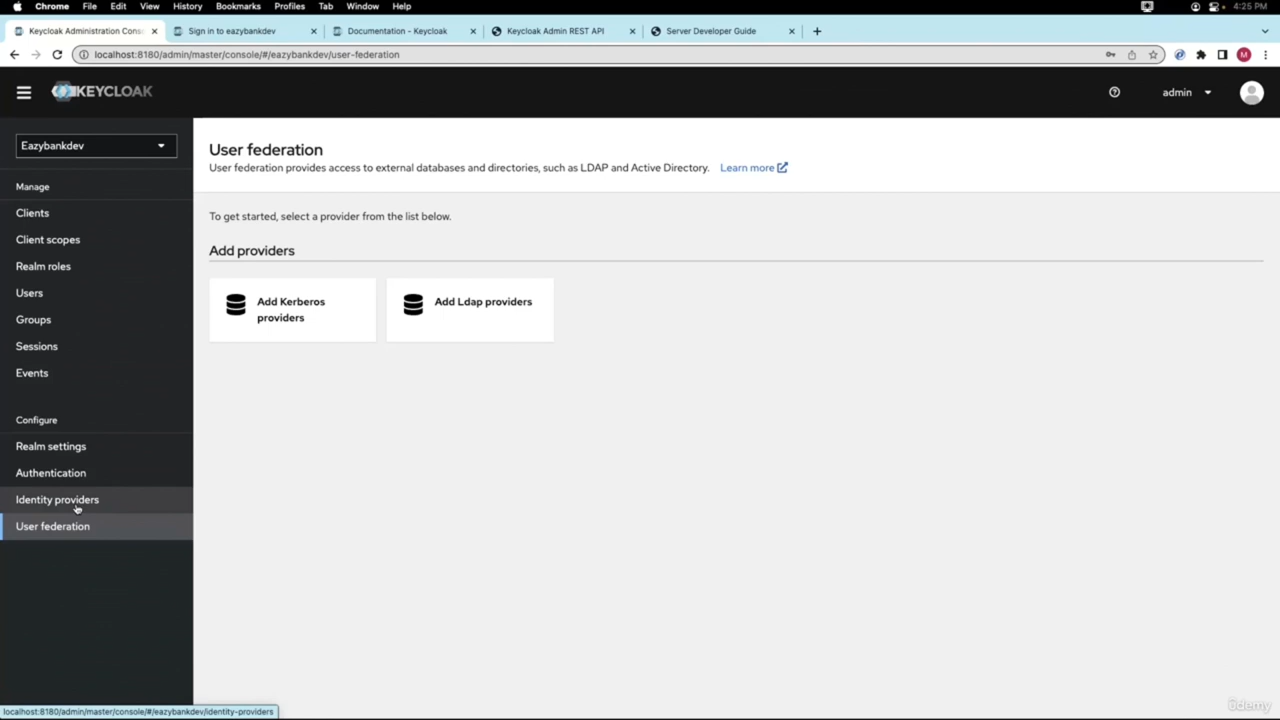 Chrome File Edit View History Bookmarks Profiles Tab Window Help 4:25 PM
Keycloak Administration Cons Sign in to eazybankdev Documentation - Keycloak Keycloak Admin REST API Server Developer Guide
localhost:8180/admin/master/console/#/eazybankdev/user-federation M
KEYCLOAK admin
Eazybankdev
Manage
Clients
Client scopes
Realm roles
Users
Groups
Sessions
Events
Configure
Realm settings
Authentication
Identity providers
User federation
User federation
User federation provides access to external databases and directories, such as LDAP and Active Directory. Learn more
To get started, select a provider from the list below.
Add providers
Add Kerberos
providers
Add Ldap providers
localhost:8180/admin/master/console/#/eazybankdev/identity-providers
ûdemy